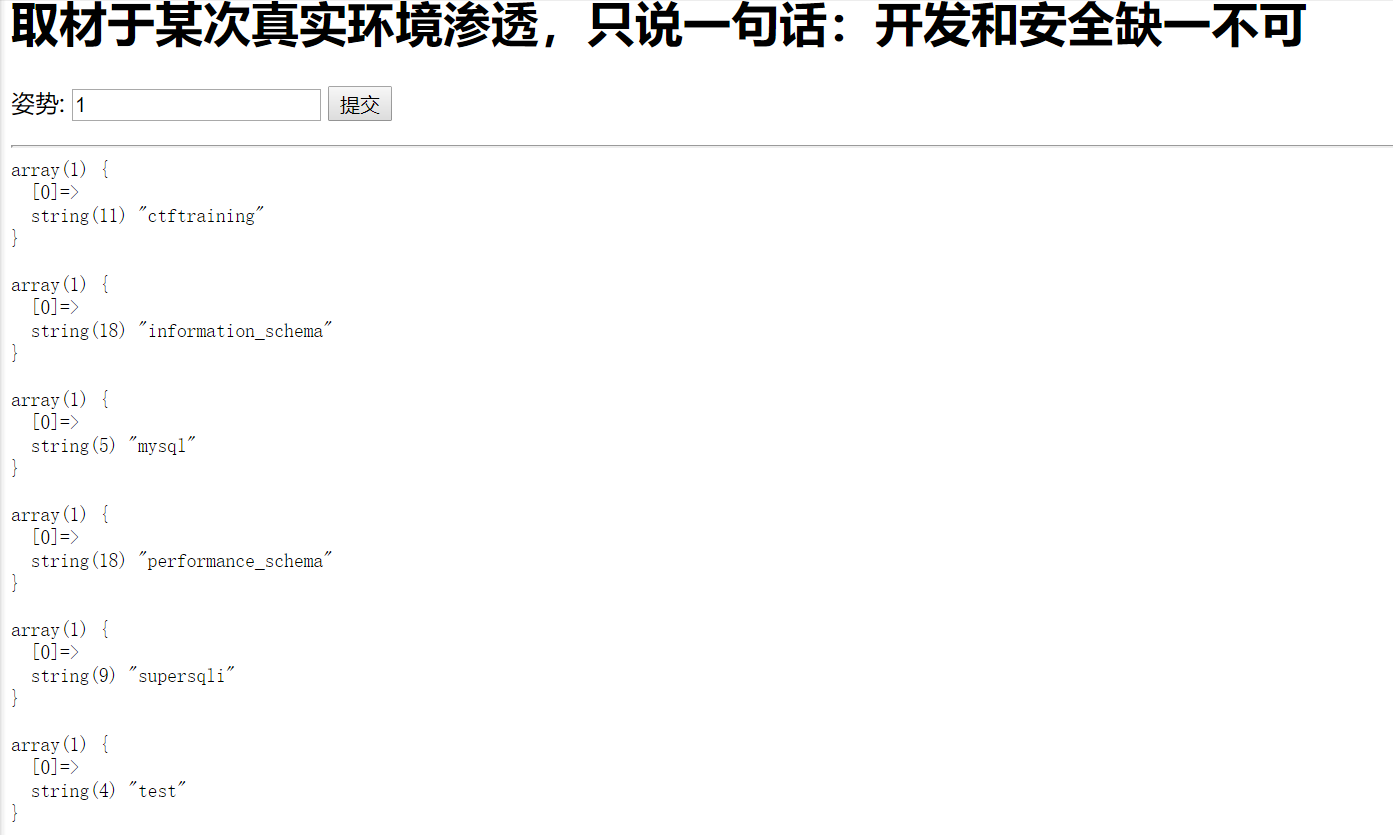 取材于某次真实环境渗透，只说一句话：开发和安全缺一不可
姿势: 1 提交
array(1) {
  [0]=>
  string(11) "ctftraining"
}
array(1) {
  [0]=>
  string(18) "information_schema"
}
array(1) {
  [0]=>
  string(5) "mysql"
}
array(1) {
  [0]=>
  string(18) "performance_schema"
}
array(1) {
  [0]=>
  string(9) "supersqli"
}
array(1) {
  [0]=>
  string(4) "test"
}